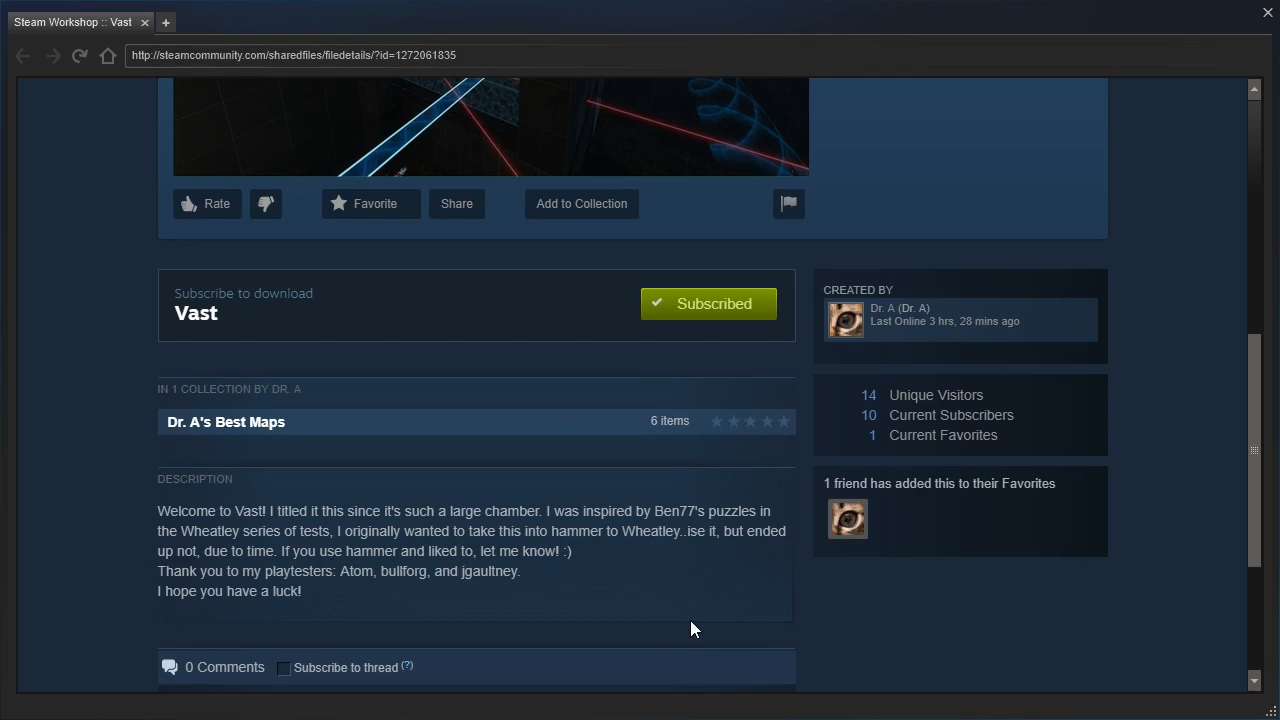 Steam Workshop :: Vast
http://steamcommunity.com/sharedfiles/filedetails/?id=1272061835
Rate
Favorite
Share
Add to Collection
Subscribe to download
Vast
Subscribed
CREATED BY
Dr. A (Dr. A)
Last Online 3 hrs, 28 mins ago
IN 1 COLLECTION BY DR. A
Dr. A's Best Maps
6 items
14 Unique Visitors
10 Current Subscribers
1 Current Favorites
DESCRIPTION
1 friend has added this to their Favorites
Welcome to Vast! I titled it this since it's such a large chamber. I was inspired by Ben77's puzzles in
the Wheatley series of tests, I originally wanted to take this into hammer to Wheatley..ise it, but ended
up not, due to time. If you use hammer and liked to, let me know! :)
Thank you to my playtesters: Atom, bullforg, and jgaultney.
I hope you have a luck!
0 Comments
Subscribe to thread (?)